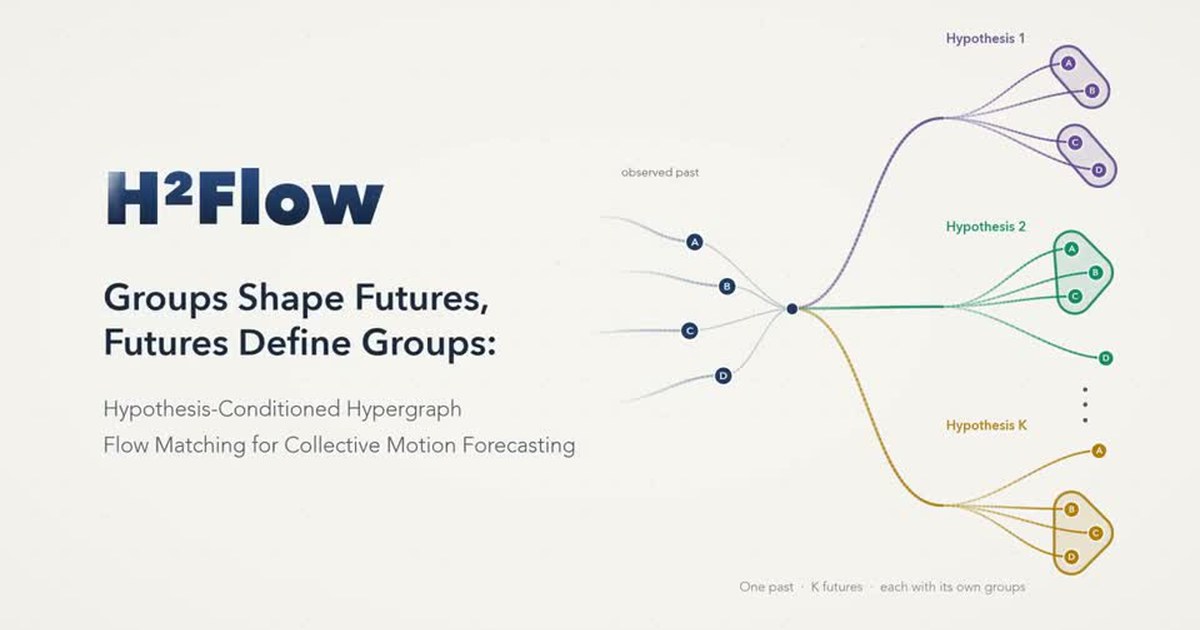 H²Flow
Groups Shape Futures,
Futures Define Groups:
Hypothesis-Conditioned Hypergraph
Flow Matching for Collective Motion Forecasting
observed past
A
B
C
D
Hypothesis 1
A
B
C
D
Hypothesis 2
A
B
C
D
Hypothesis K
A
B
C
D
One past · K futures · each with its own groups